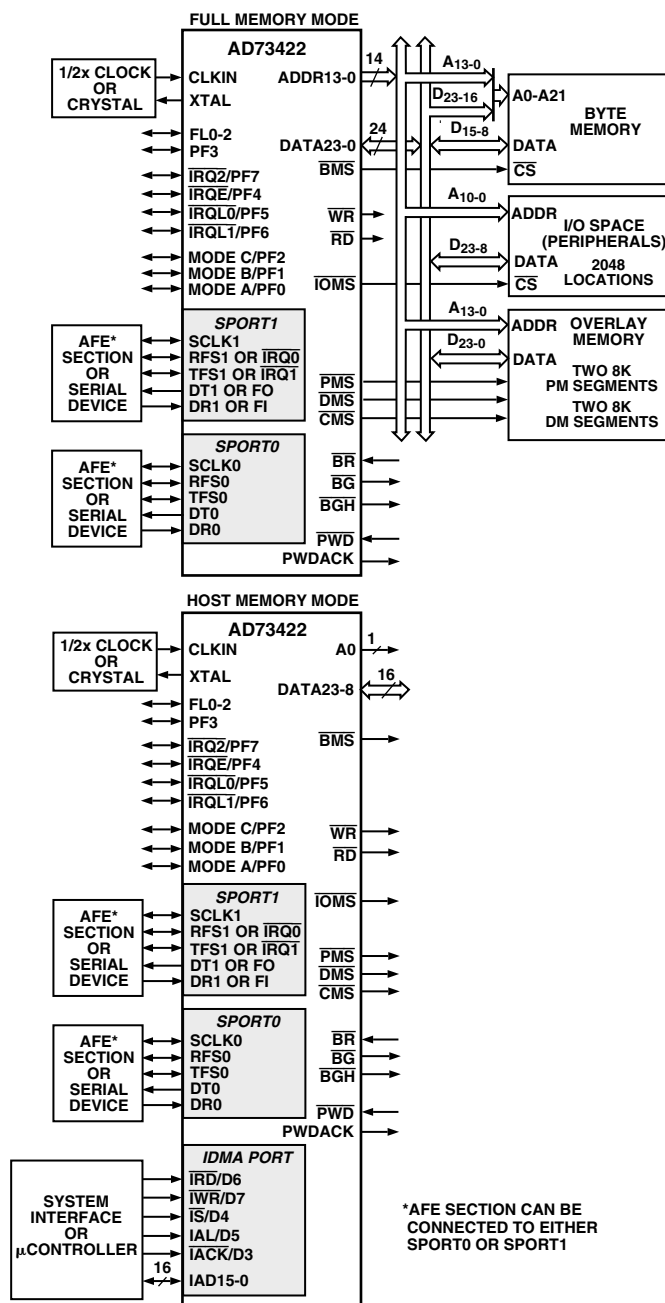 FULL MEMORY MODE
AD73422
1/2x CLOCK
OR
CRYSTAL
CLKIN
XTAL
FL0-2
PF3
IRQ2/PF7
IRQE/PF4
IRQL0/PF5
IRQL1/PF6
MODE C/PF2
MODE B/PF1
MODE A/PF0
AFE*
SECTION
OR
SERIAL
DEVICE
SPORT1
SCLK1
RFS1 OR IRQ0
TFS1 OR IRQ1
DT1 OR FO
DR1 OR FI
AFE*
SECTION
OR
SERIAL
DEVICE
SPORT0
SCLK0
RFS0
TFS0
DT0
DR0
ADDR13-0
14
DATA23-0
24
BMS
WR
RD
IOMS
PMS
DMS
CMS
BR
BG
BGH
PWD
PWDACK
A13-0
D23-16
D15-8
A0-A21
BYTE
MEMORY
DATA
CS
A10-0
D23-8
ADDR
I/O SPACE
(PERIPHERALS)
DATA
2048
LOCATIONS
CS
A13-0
D23-0
ADDR
OVERLAY
MEMORY
DATA
TWO 8K
PM SEGMENTS
TWO 8K
DM SEGMENTS
HOST MEMORY MODE
AD73422
1/2x CLOCK
OR
CRYSTAL
CLKIN
XTAL
FL0-2
PF3
IRQ2/PF7
IRQE/PF4
IRQL0/PF5
IRQL1/PF6
MODE C/PF2
MODE B/PF1
MODE A/PF0
AFE*
SECTION
OR
SERIAL
DEVICE
SPORT1
SCLK1
RFS1 OR IRQ0
TFS1 OR IRQ1
DT1 OR FO
DR1 OR FI
AFE*
SECTION
OR
SERIAL
DEVICE
SPORT0
SCLK0
RFS0
TFS0
DT0
DR0
SYSTEM
INTERFACE
OR
μCONTROLLER
16
IDMA PORT
IRD/D6
IWR/D7
IS/D4
IAL/D5
IACK/D3
IAD15-0
A0
1
DATA23-8
16
BMS
WR
RD
IOMS
PMS
DMS
CMS
BR
BG
BGH
PWD
PWDACK
*AFE SECTION CAN BE
CONNECTED TO EITHER
SPORT0 OR SPORT1